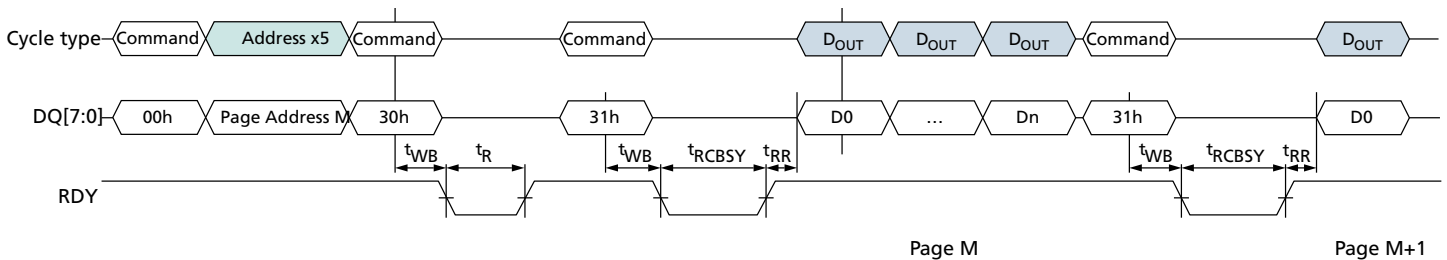 Cycle type Command Address x5 Command Command DOUT DOUT DOUT Command DOUT
DQ[7:0] 00h Page Address M 30h 31h D0 … Dn 31h D0
tWB tR tWB tRCBSY tRR tWB tRCBSY tRR
RDY
Page M Page M+1